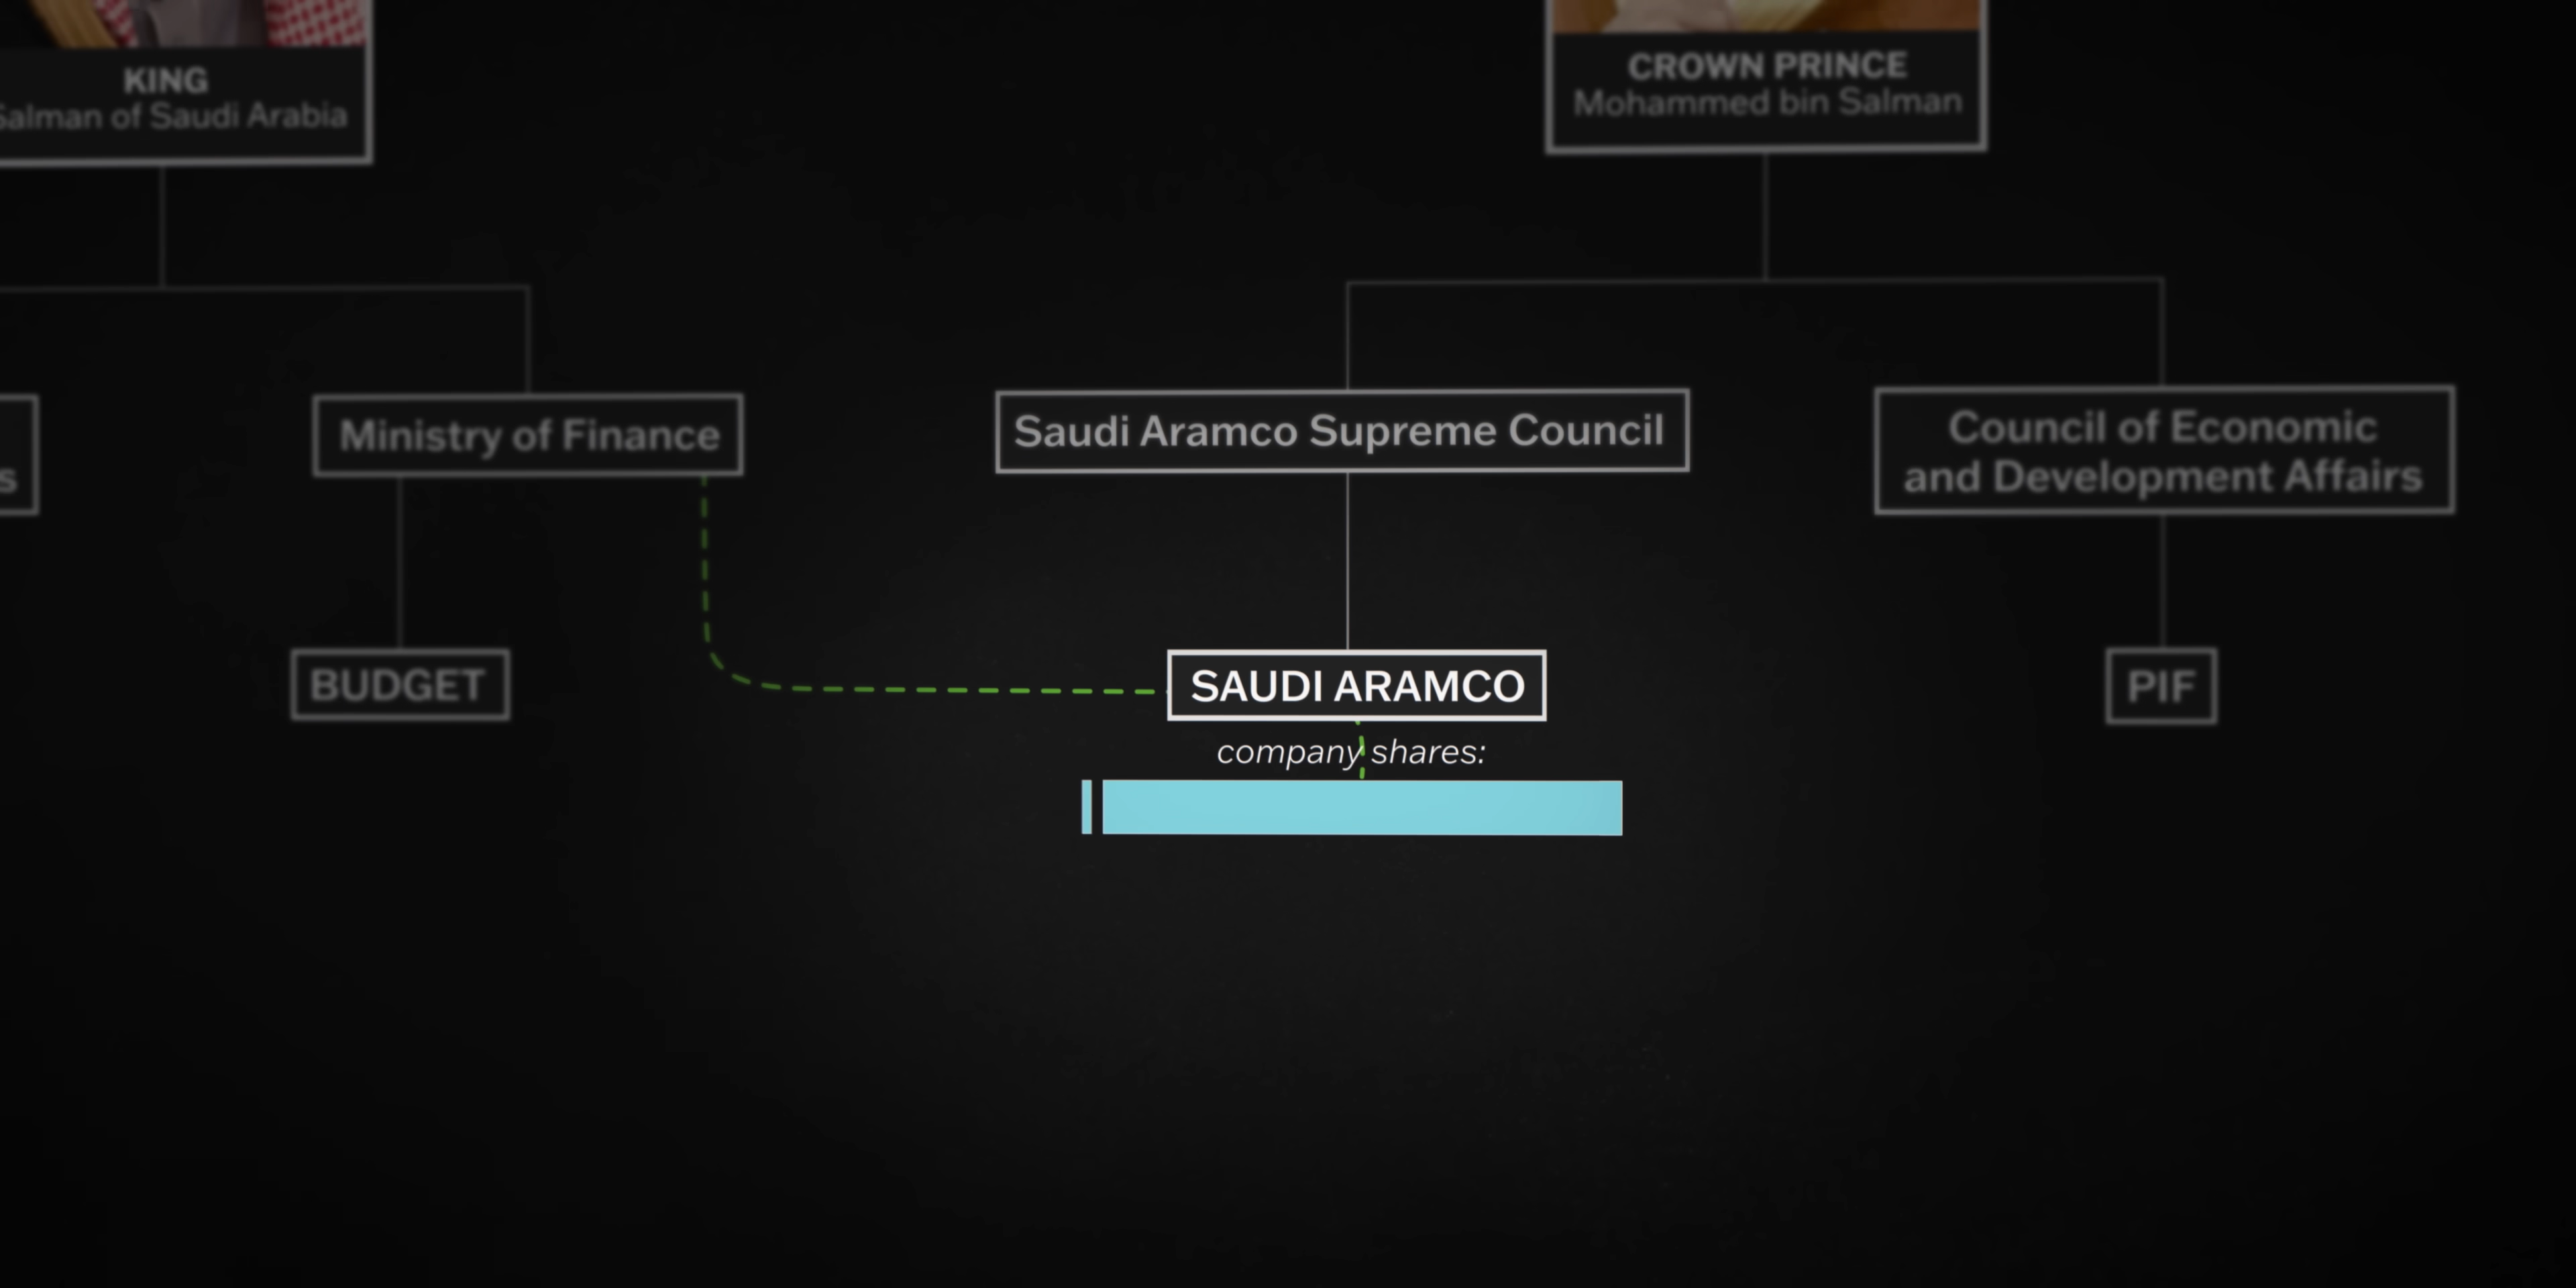 KING
Salman of Saudi Arabia
CROWN PRINCE
Mohammed bin Salman
s
Ministry of Finance
Saudi Aramco Supreme Council
Council of Economic
and Development Affairs
BUDGET
SAUDI ARAMCO
PIF
company shares: